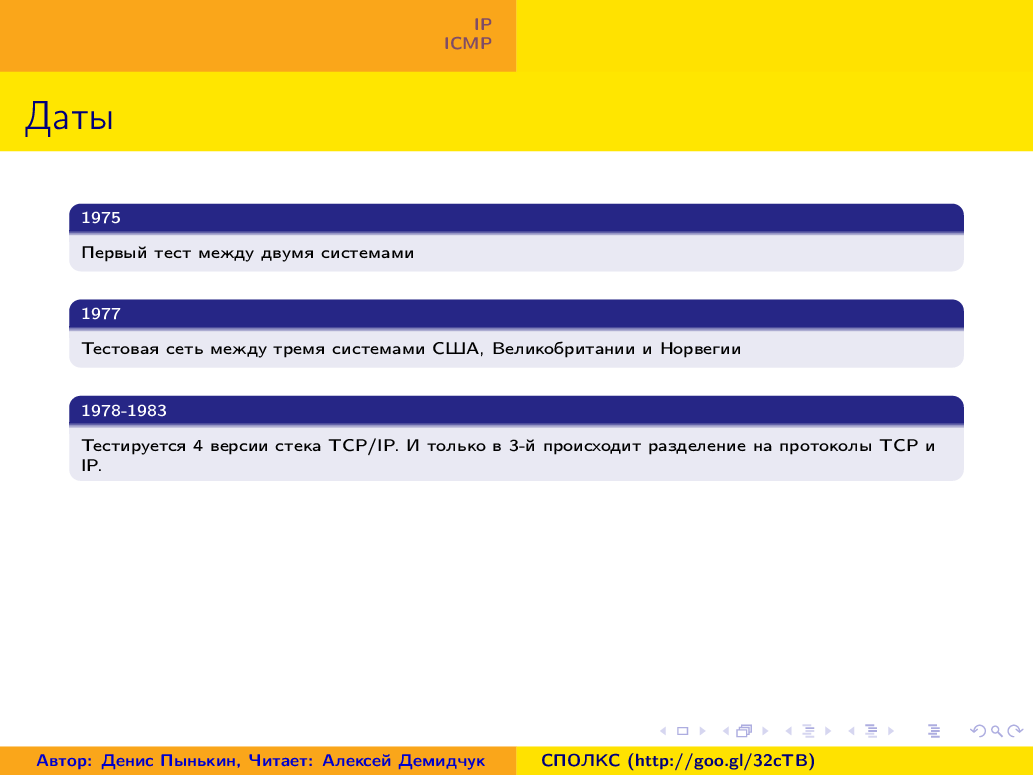 IP
ICMP
Даты
1975
Первый тест между двумя системами
1977
Тестовая сеть между тремя системами США, Великобритании и Норвегии
1978-1983
Тестируется 4 версии стека TCP/IP. И только в 3-й происходит разделение на протоколы TCP и
IP.
Автор: Денис Пынькин, Читает: Алексей Демидчук
СПОЛКС (http://goo.gl/32cTB)